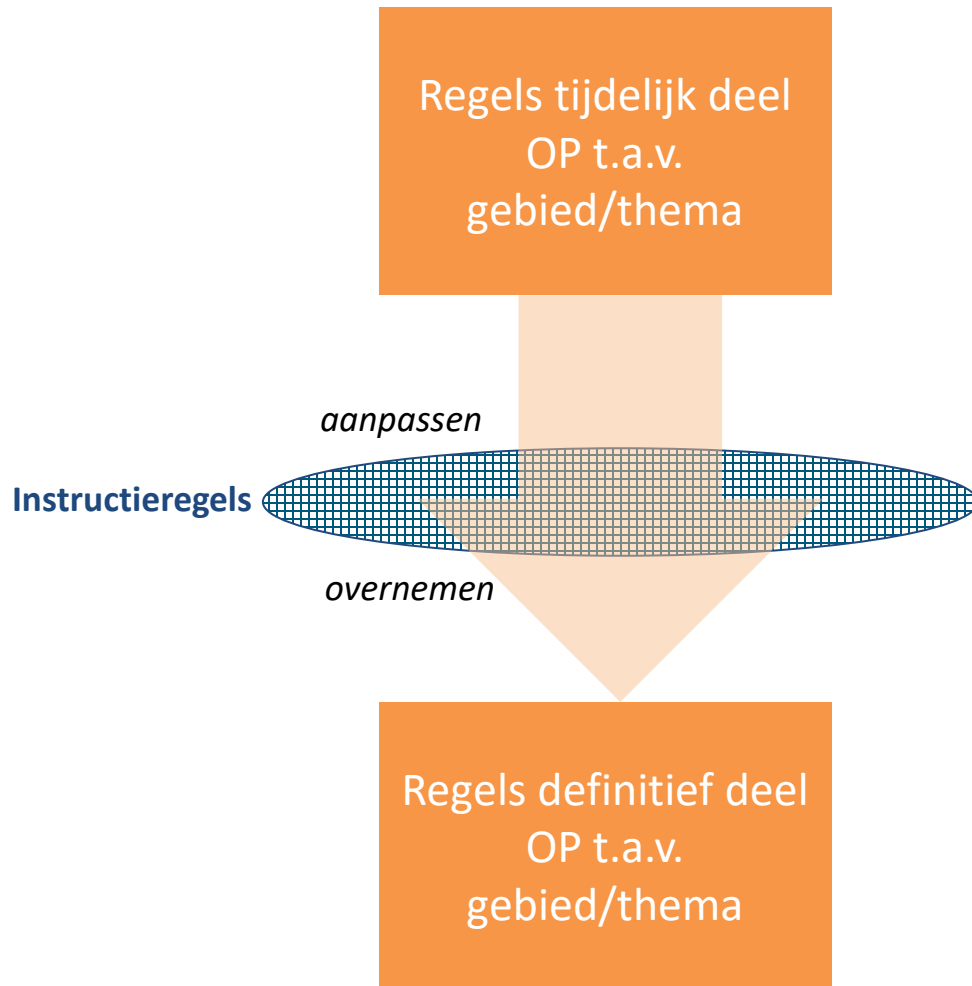 Regels tijdelijk deel
OP t.a.v.
gebied/thema
aanpassen
Instructieregels
overnemen
Regels definitief deel
OP t.a.v.
gebied/thema